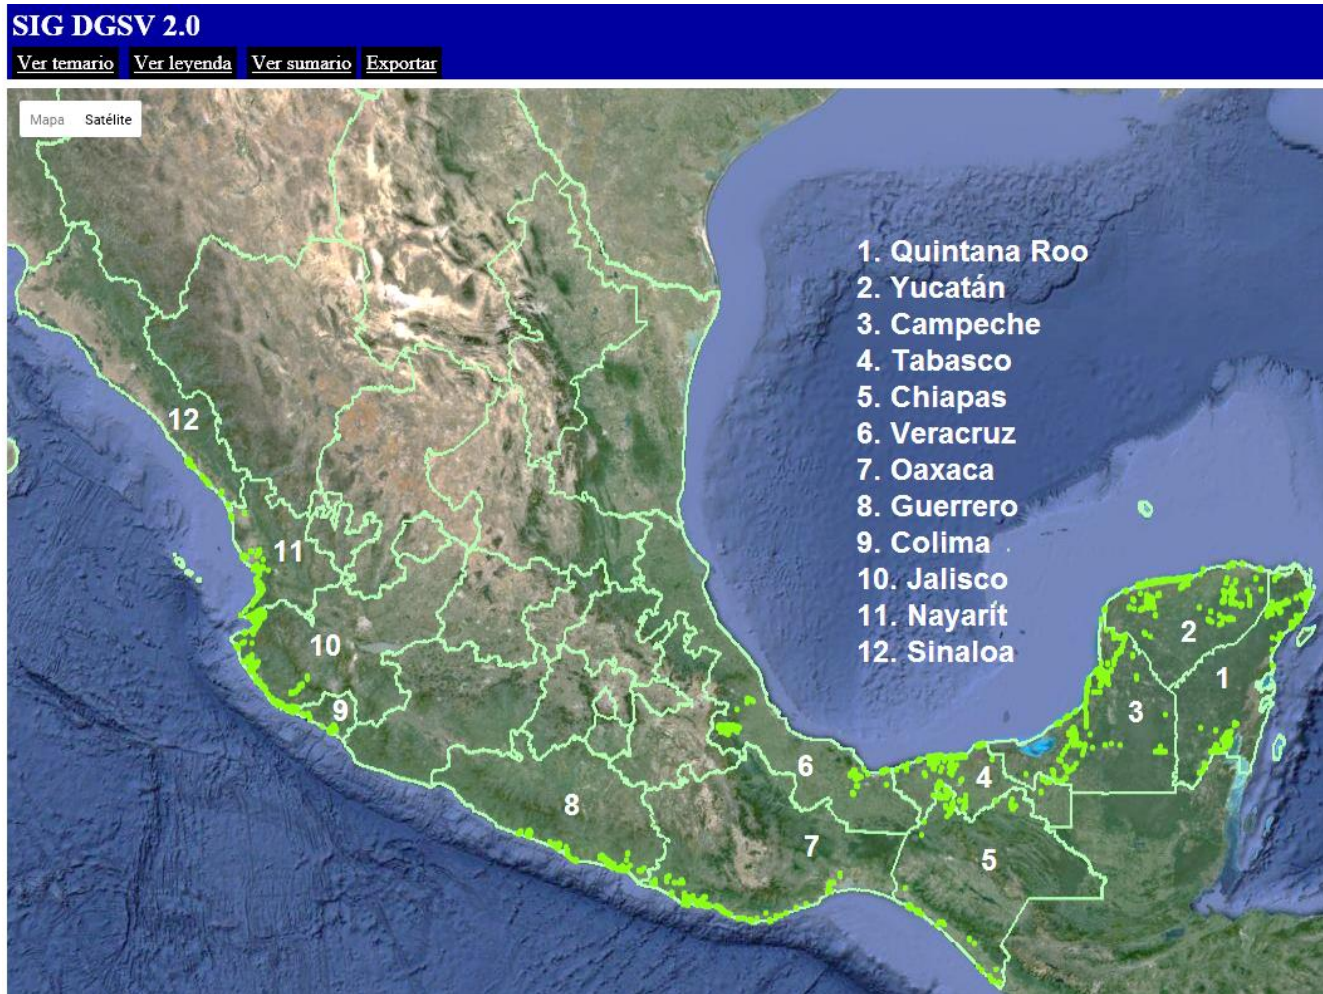 SIG DGSV 2.0
Ver temario Ver leyenda Ver sumario Exportar
Mapa Satélite
1. Quintana Roo
2. Yucatán
3. Campeche
4. Tabasco
5. Chiapas
6. Veracruz
7. Oaxaca
8. Guerrero
9. Colima
10. Jalisco
11. Nayarít
12. Sinaloa
12
11
10
9
8
7
6
5
4
3
2
1